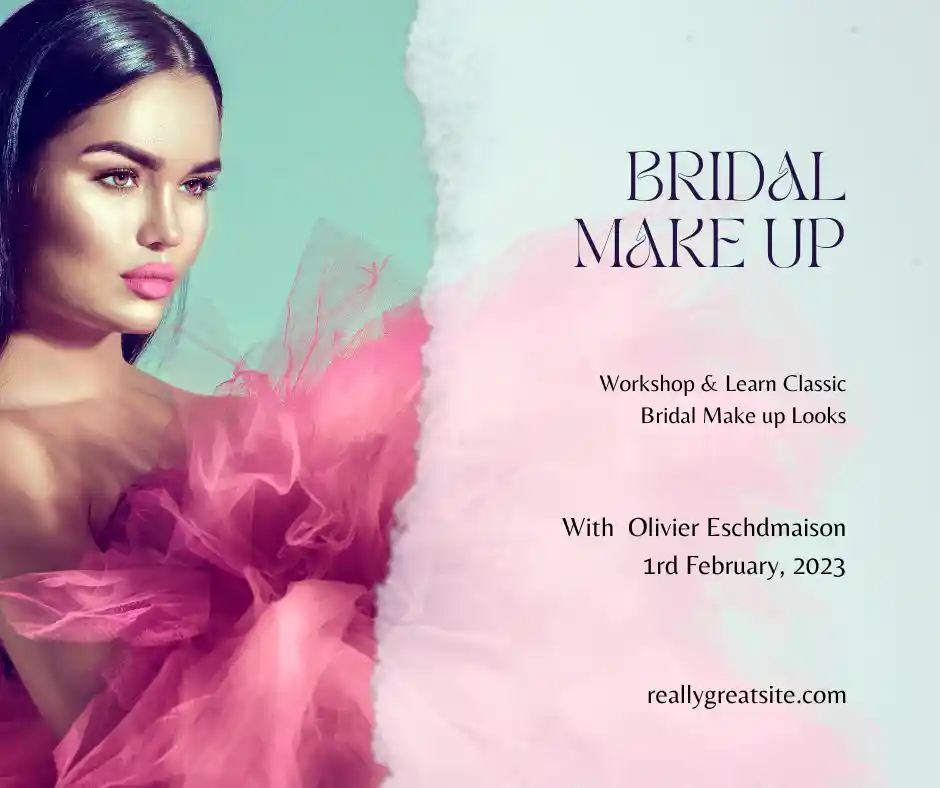 BRIDAL
MAKE UP
Workshop & Learn Classic
Bridal Make up Looks
With Olivier Eschdmaison
1rd February, 2023
reallygreatsite.com